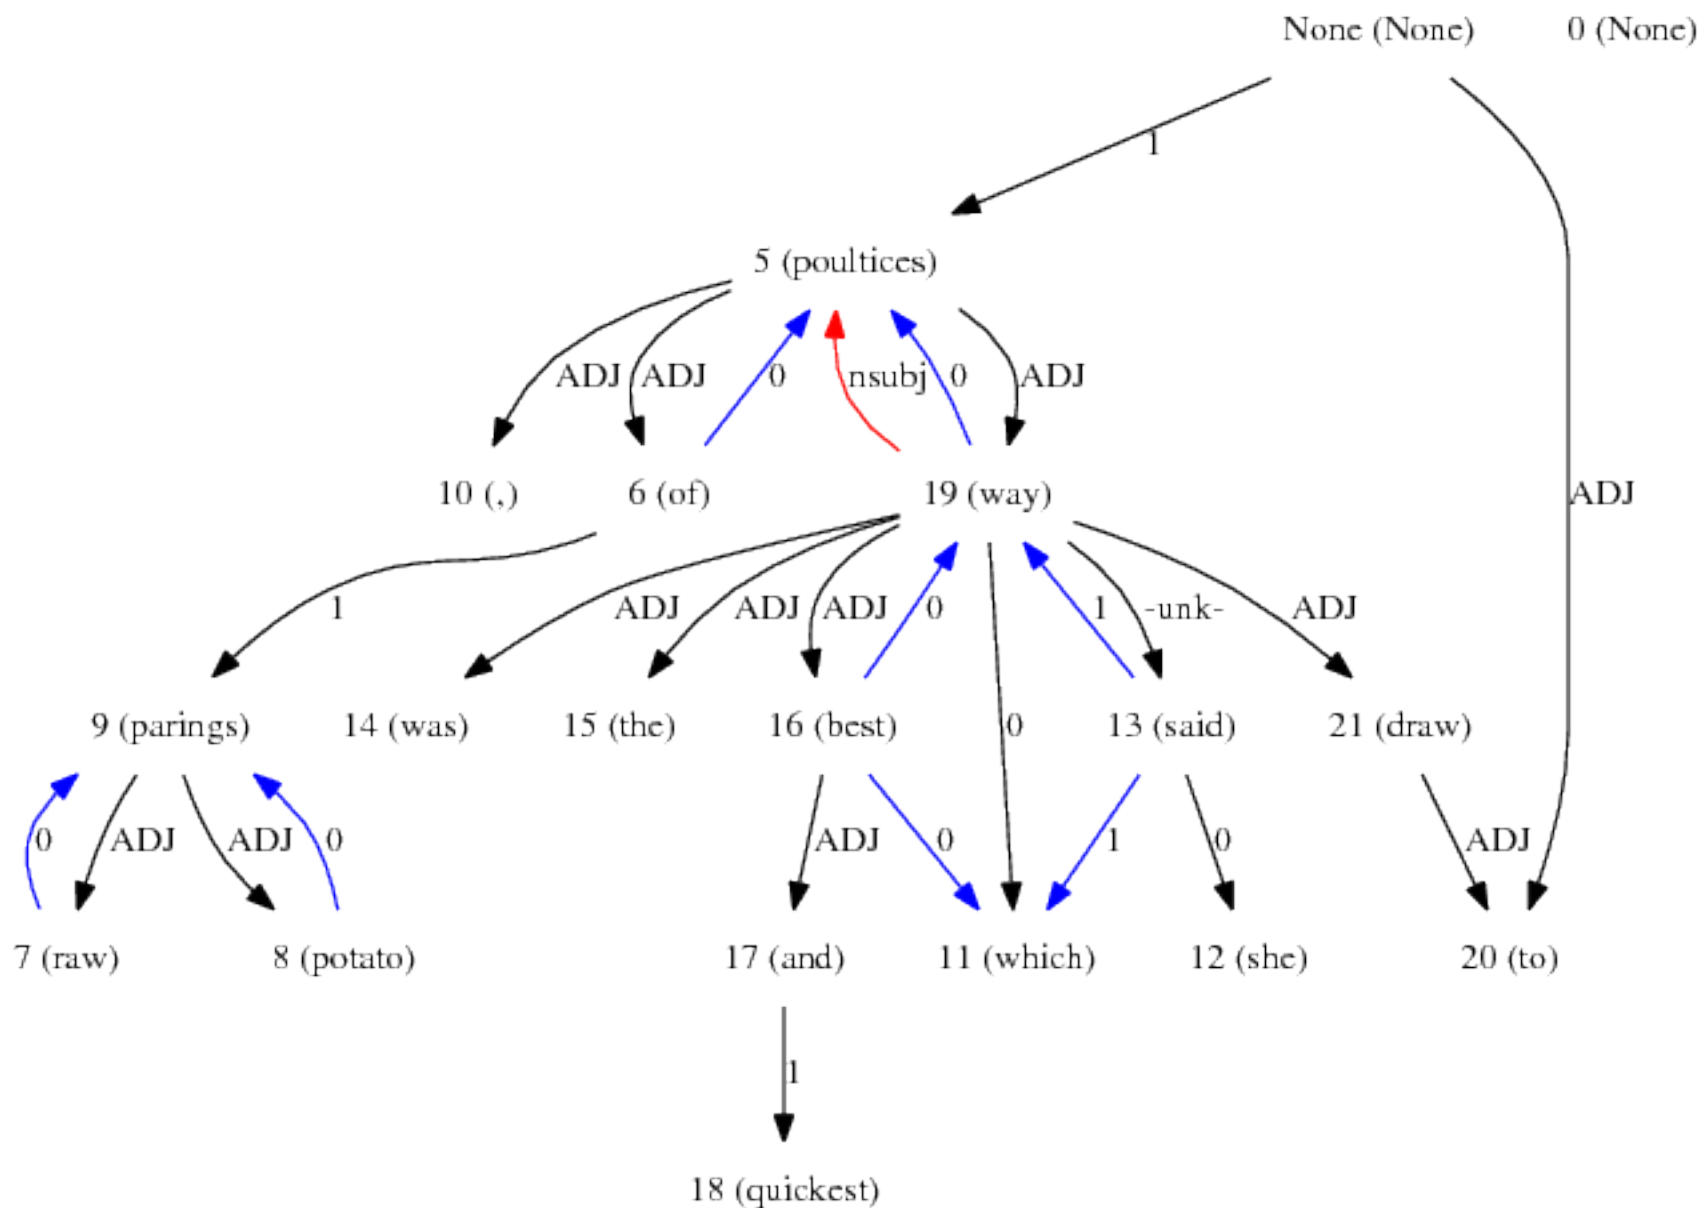 None (None) 0 (None)
1
5 (poultices)
ADJ ADJ 0 nsubj 0 ADJ
10 (,) 6 (of) 19 (way) ADJ
1 ADJ ADJ ADJ 0 1 -unk- ADJ
9 (parings) 14 (was) 15 (the) 16 (best) 0 13 (said) 21 (draw)
0 ADJ ADJ 0 ADJ 0 1 0 ADJ
7 (raw) 8 (potato) 17 (and) 11 (which) 12 (she) 20 (to)
1
18 (quickest)